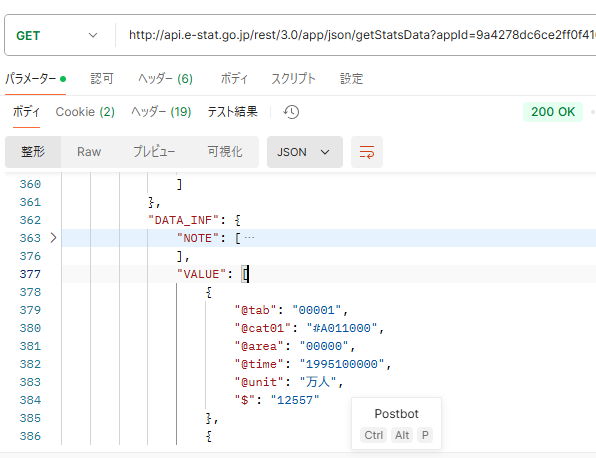 GET http://api.e-stat.go.jp/rest/3.0/app/json/getStatsData?appId=9a4278dc6ce2ff0f41
パラメーター 認可 ヘッダー (6) ボディ スクリプト 設定
ボディ Cookie (2) ヘッダー (19) テスト結果 200 OK
整形 Raw プレビュー 可視化 JSON
360 ]
361 },
362 "DATA_INF": {
363 "NOTE": [ ...
376 ],
377 "VALUE": [
378 {
379 "@tab": "00001",
380 "@cat01": "#A011000",
381 "@area": "00000",
382 "@time": "1995100000",
383 "@unit": "万人",
384 "$": "12557"
385 },
386 {
Postbot
Ctrl Alt P